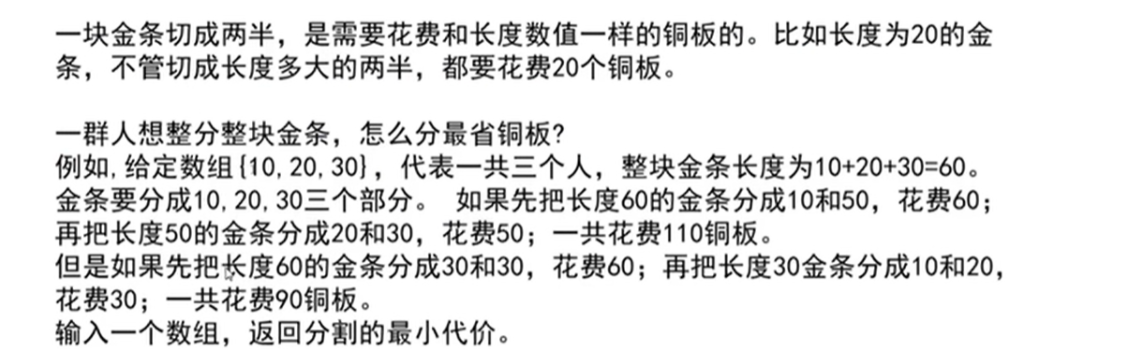 一块金条切成两半，是需要花费和长度数值一样的铜板的。比如长度为20的金
条，不管切成长度多大的两半，都要花费20个铜板。
一群人想整分整块金条，怎么分最省铜板?
例如,给定数组{10,20,30}，代表一共三个人，整块金条长度为10+20+30=60。
金条要分成10,20,30三个部分。 如果先把长度60的金条分成10和50，花费60；
再把长度50的金条分成20和30，花费50；一共花费110铜板。
但是如果先把长度60的金条分成30和30，花费60；再把长度30金条分成10和20，
花费30；一共花费90铜板。
输入一个数组，返回分割的最小代价。